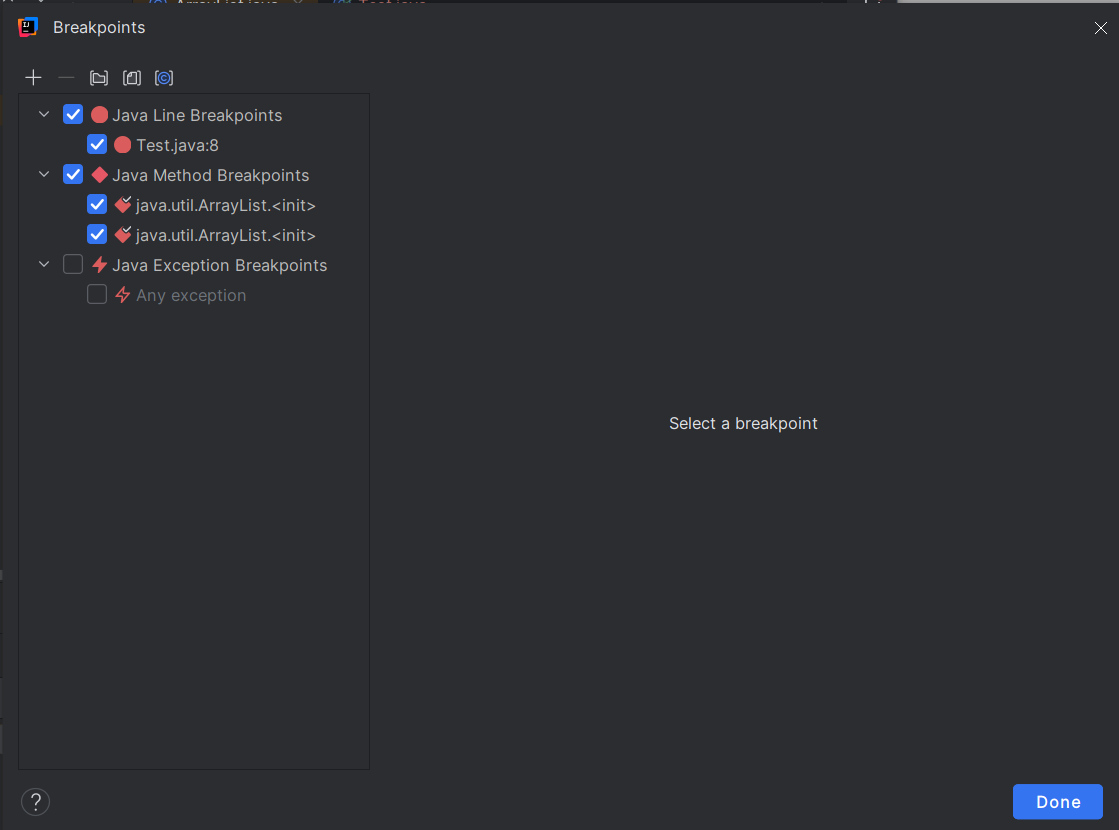 Breakpoints
Java Line Breakpoints
Test.java:8
Java Method Breakpoints
java.util.ArrayList.<init>
java.util.ArrayList.<init>
Java Exception Breakpoints
Any exception
Select a breakpoint
?
Done